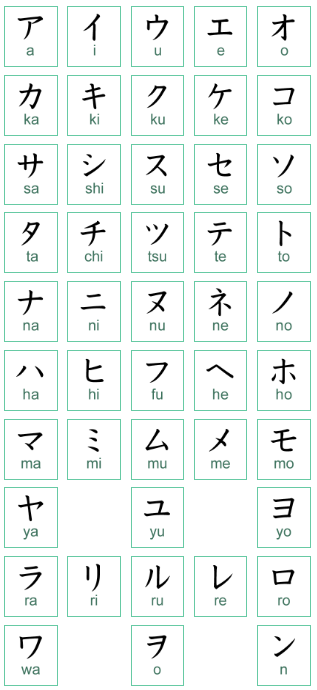 ア イ ウ エ オ
a i u e o
カ キ ク ケ コ
ka ki ku ke ko
サ シ ス セ ソ
sa shi su se so
タ チ ツ テ ト
ta chi tsu te to
ナ ニ ヌ ネ ノ
na ni nu ne no
ハ ヒ フ ヘ ホ
ha hi fu he ho
マ ミ ム メ モ
ma mi mu me mo
ヤ ユ ヨ
ya yu yo
ラ リ ル レ ロ
ra ri ru re ro
ワ ヲ ン
wa o n